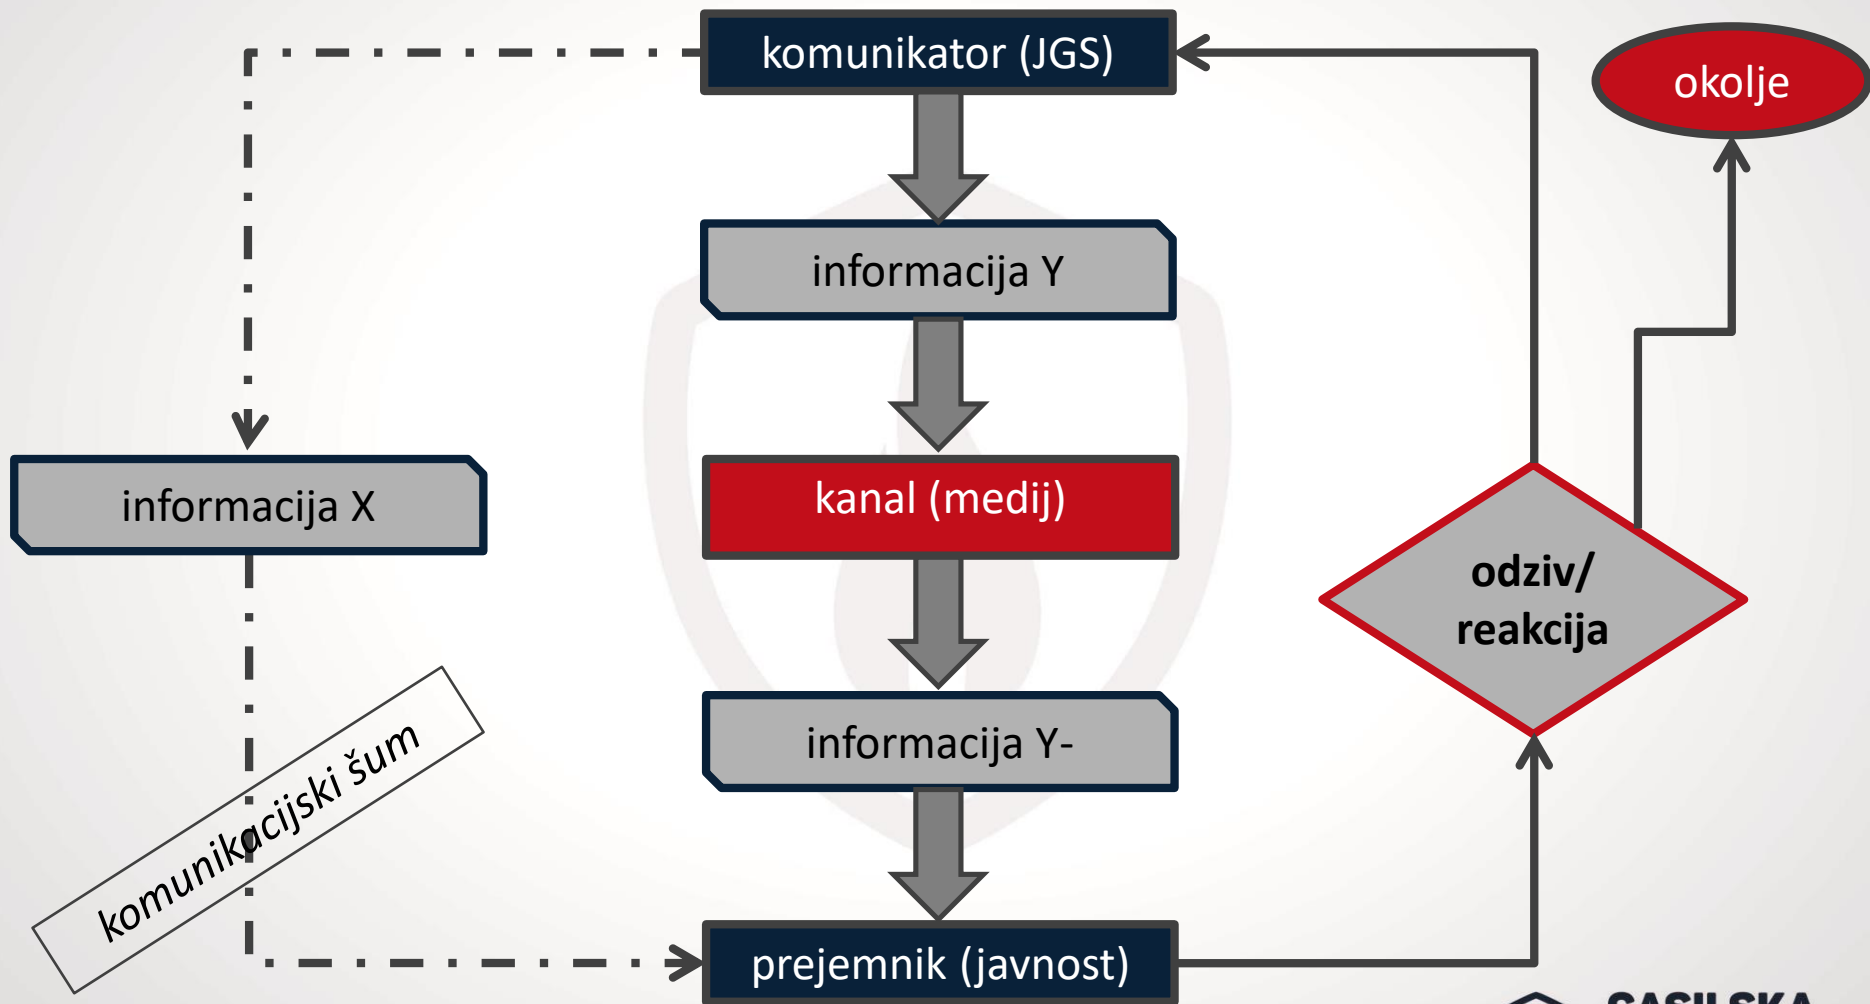 komunikator (JGS)
okolje
informacija Y
informacija X
kanal (medij)
odziv/
reakcija
informacija Y-
komunikacijski šum
prejemnik (javnost)